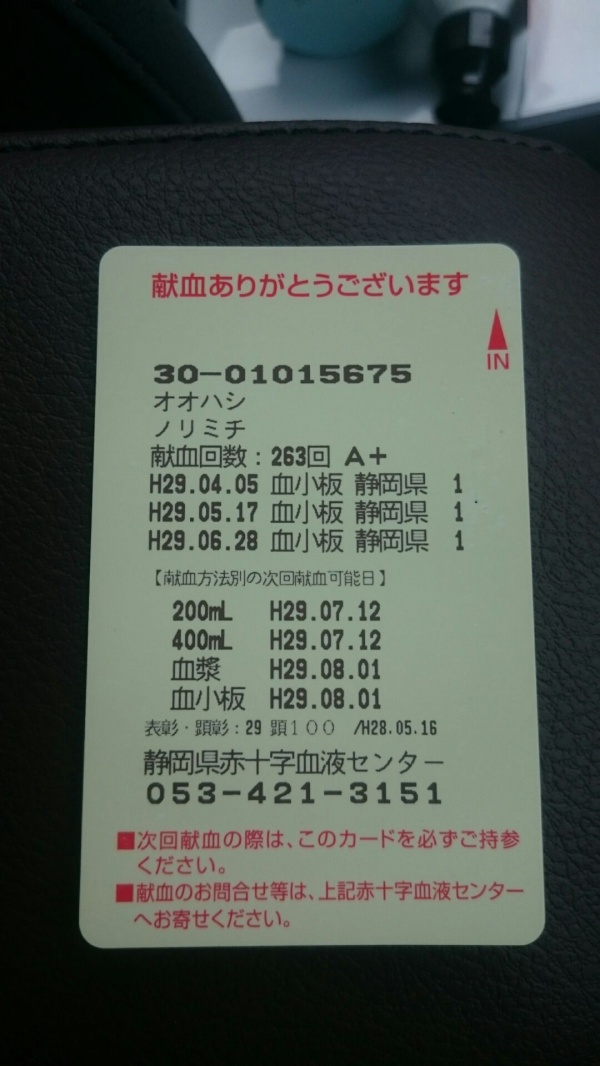 献血ありがとうございます
IN
30-01015675
オオハシ
ノリミチ
献血回数：263回 A+
H29.04.05 血小板 静岡県 1
H29.05.17 血小板 静岡県 1
H29.06.28 血小板 静岡県 1
【献血方法別の次回献血可能日】
200mL H29.07.12
400mL H29.07.12
血漿 H29.08.01
血小板 H29.08.01
表彰・顕彰：29 顕100 /H28.05.16
静岡県赤十字血液センター
053-421-3151
■次回献血の際は、このカードを必ずご持参
ください。
■献血のお問合せ等は、上記赤十字血液センター
へお寄せください。